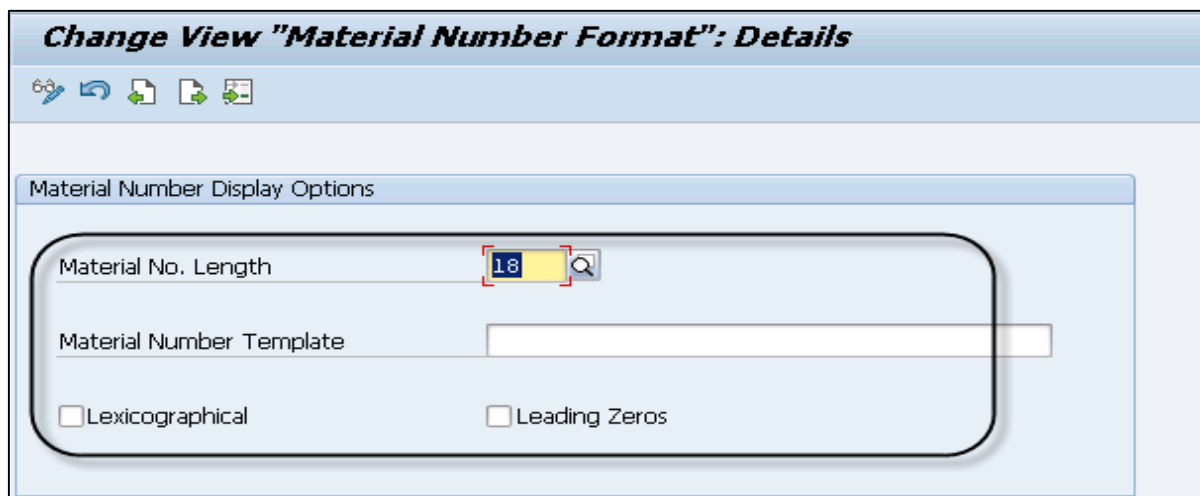 Change View "Material Number Format": Details
Material Number Display Options
Material No. Length 18
Material Number Template
Lexicographical Leading Zeros